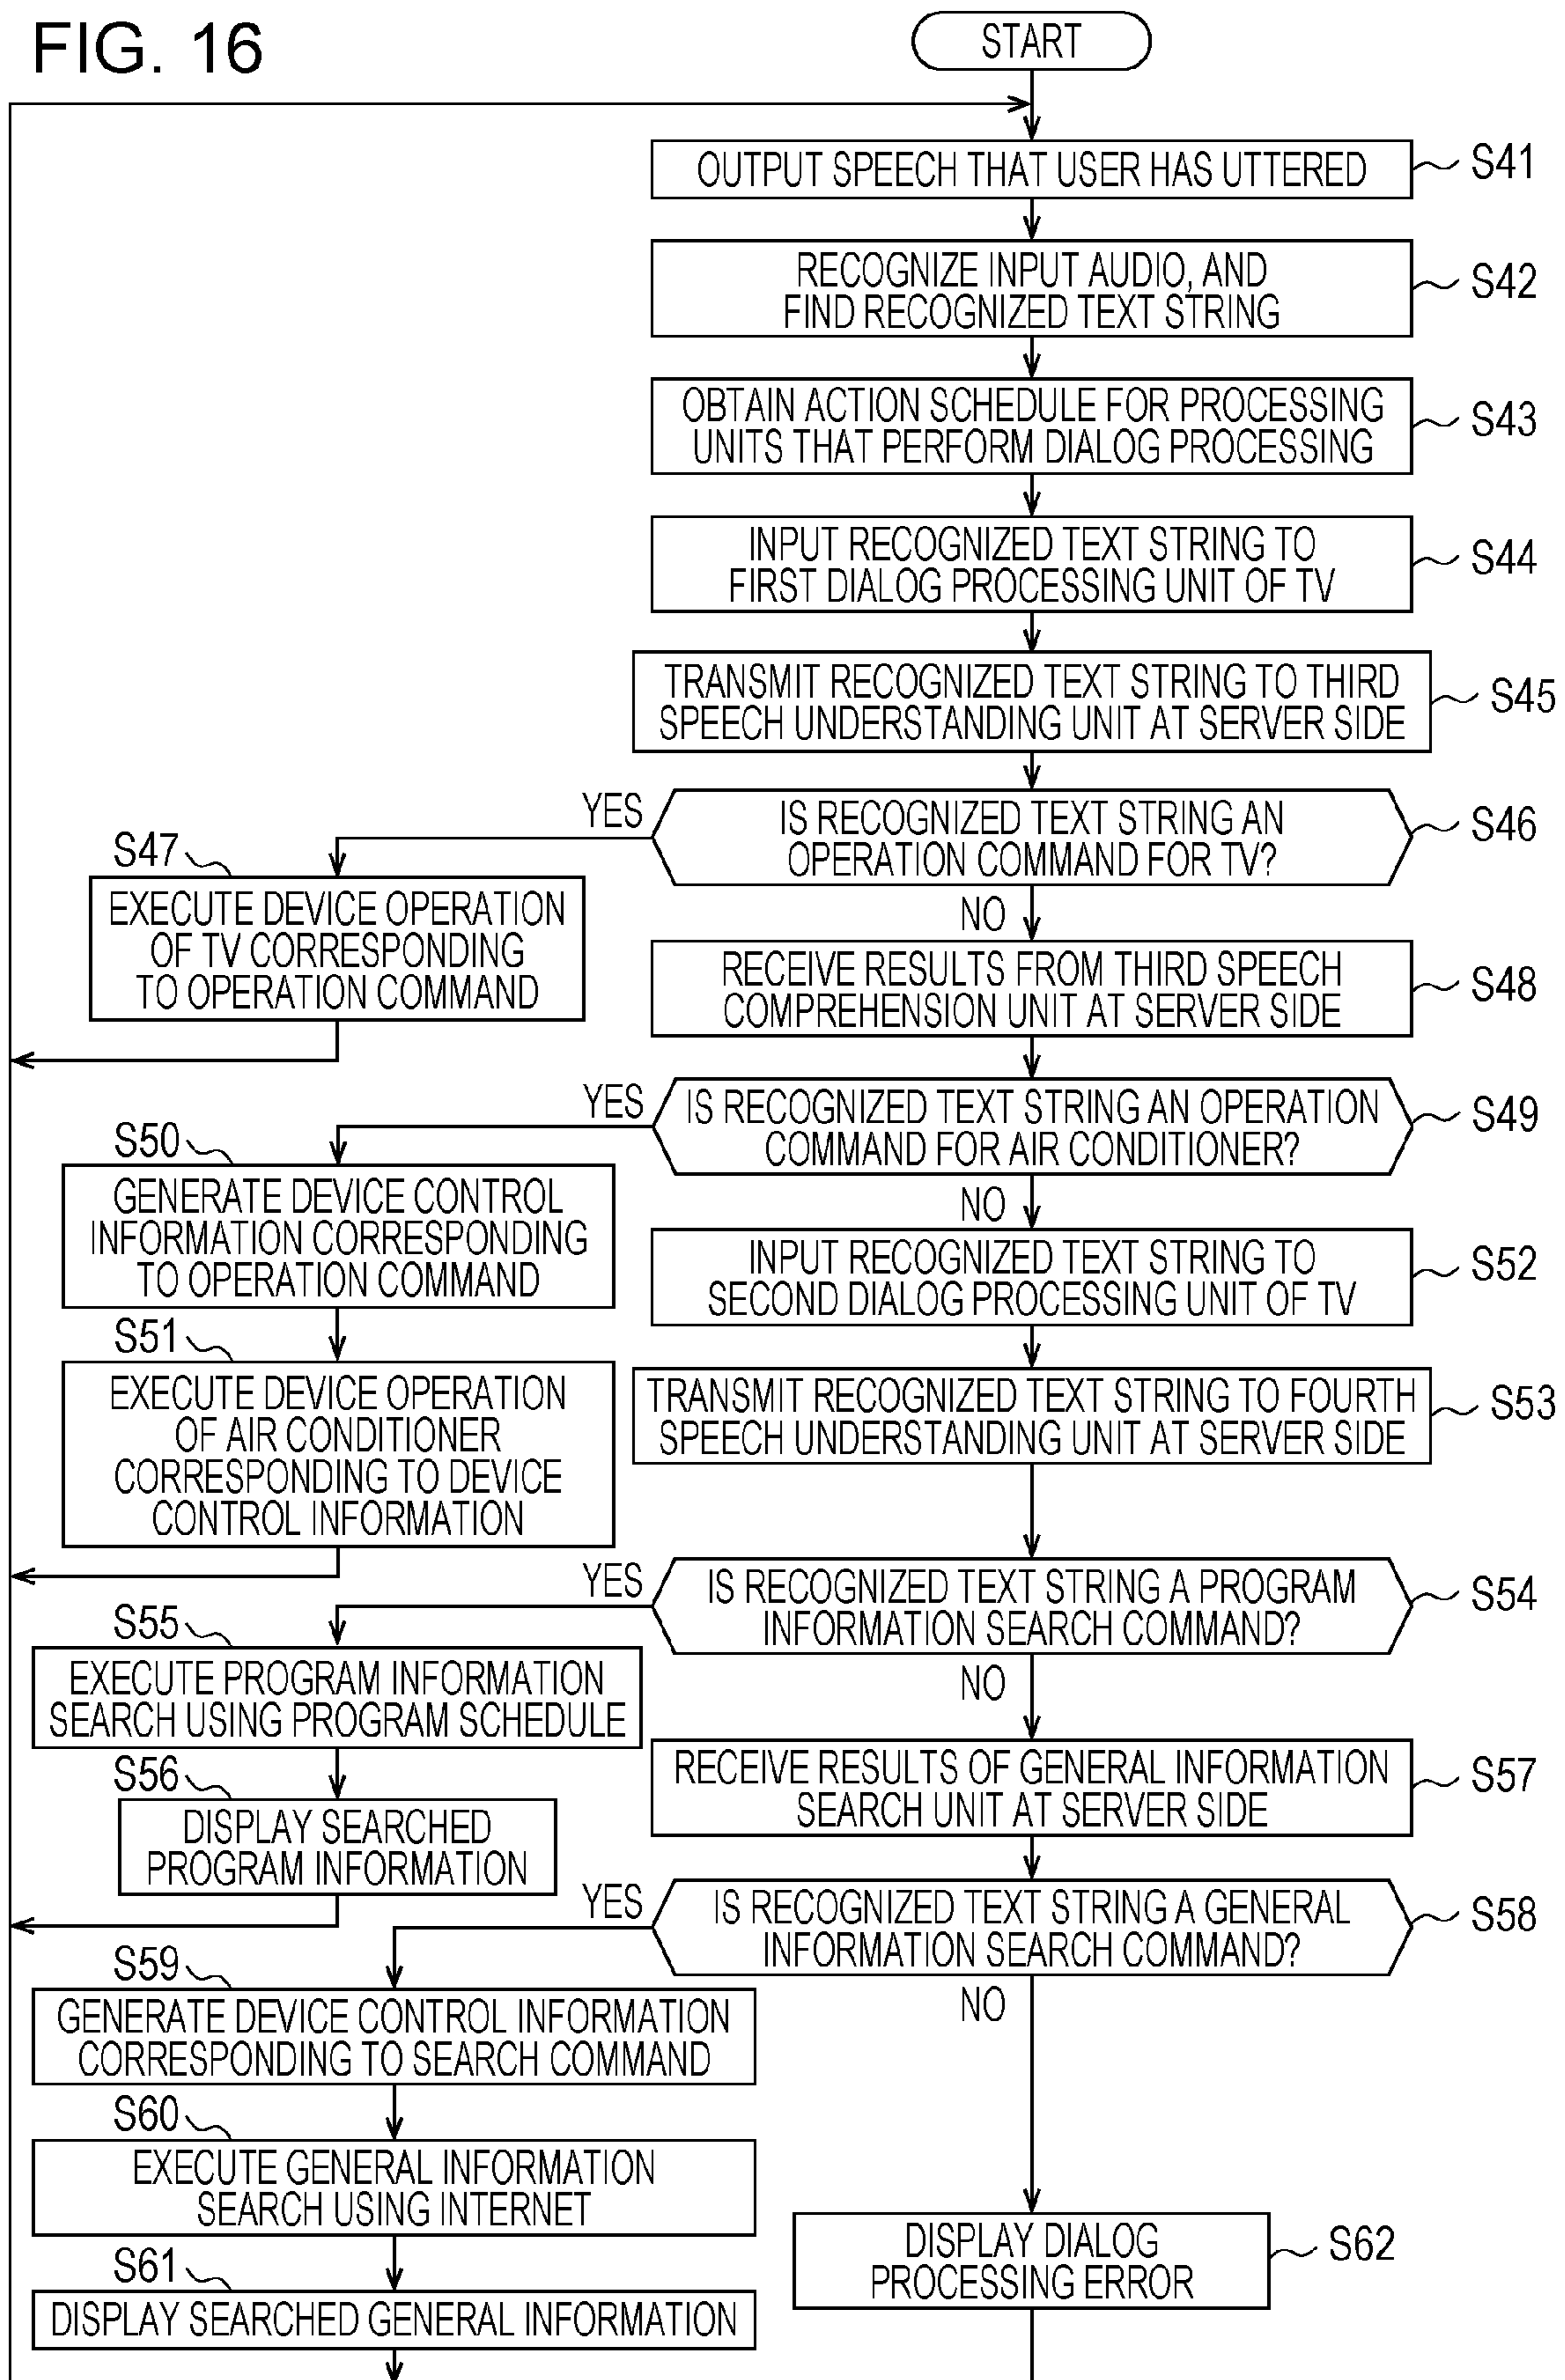 FIG. 16
START
OUTPUT SPEECH THAT USER HAS UTTERED
S41
RECOGNIZE INPUT AUDIO, AND
FIND RECOGNIZED TEXT STRING
S42
OBTAIN ACTION SCHEDULE FOR PROCESSING
UNITS THAT PERFORM DIALOG PROCESSING
S43
INPUT RECOGNIZED TEXT STRING TO
FIRST DIALOG PROCESSING UNIT OF TV
S44
TRANSMIT RECOGNIZED TEXT STRING TO THIRD
SPEECH UNDERSTANDING UNIT AT SERVER SIDE
S45
IS RECOGNIZED TEXT STRING AN
OPERATION COMMAND FOR TV?
S46
YES
NO
S47
EXECUTE DEVICE OPERATION
OF TV CORRESPONDING
TO OPERATION COMMAND
RECEIVE RESULTS FROM THIRD SPEECH
COMPREHENSION UNIT AT SERVER SIDE
S48
IS RECOGNIZED TEXT STRING AN OPERATION
COMMAND FOR AIR CONDITIONER?
S49
YES
NO
S50
GENERATE DEVICE CONTROL
INFORMATION CORRESPONDING
TO OPERATION COMMAND
S51
EXECUTE DEVICE OPERATION
OF AIR CONDITIONER
CORRESPONDING TO DEVICE
CONTROL INFORMATION
INPUT RECOGNIZED TEXT STRING TO
SECOND DIALOG PROCESSING UNIT OF TV
S52
TRANSMIT RECOGNIZED TEXT STRING TO FOURTH
SPEECH UNDERSTANDING UNIT AT SERVER SIDE
S53
IS RECOGNIZED TEXT STRING A PROGRAM
INFORMATION SEARCH COMMAND?
S54
YES
NO
S55
EXECUTE PROGRAM INFORMATION
SEARCH USING PROGRAM SCHEDULE
S56
DISPLAY SEARCHED
PROGRAM INFORMATION
RECEIVE RESULTS OF GENERAL INFORMATION
SEARCH UNIT AT SERVER SIDE
S57
IS RECOGNIZED TEXT STRING A GENERAL
INFORMATION SEARCH COMMAND?
S58
YES
NO
S59
GENERATE DEVICE CONTROL INFORMATION
CORRESPONDING TO SEARCH COMMAND
S60
EXECUTE GENERAL INFORMATION
SEARCH USING INTERNET
S61
DISPLAY SEARCHED GENERAL INFORMATION
DISPLAY DIALOG
PROCESSING ERROR
S62